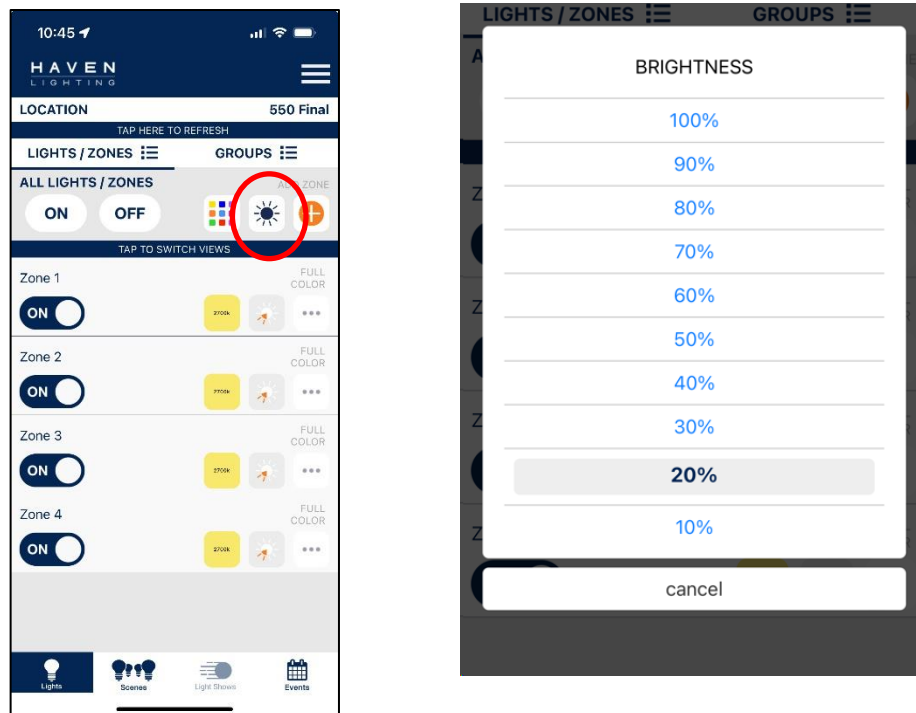 10:45
HAVEN
LIGHTING
LOCATION 550 Final
TAP HERE TO REFRESH
LIGHTS / ZONES GROUPS
ALL LIGHTS / ZONES ADD ZONE
ON OFF
TAP TO SWITCH VIEWS
Zone 1 FULL
COLOR
ON 2700k
Zone 2 FULL
COLOR
ON 2700k
Zone 3 FULL
COLOR
ON 2700k
Zone 4 FULL
COLOR
ON 2700k
Lights Scenes Light Shows Events
LIGHTS / ZONES GROUPS
A
BRIGHTNESS
100%
90%
80%
70%
60%
50%
40%
30%
20%
10%
cancel